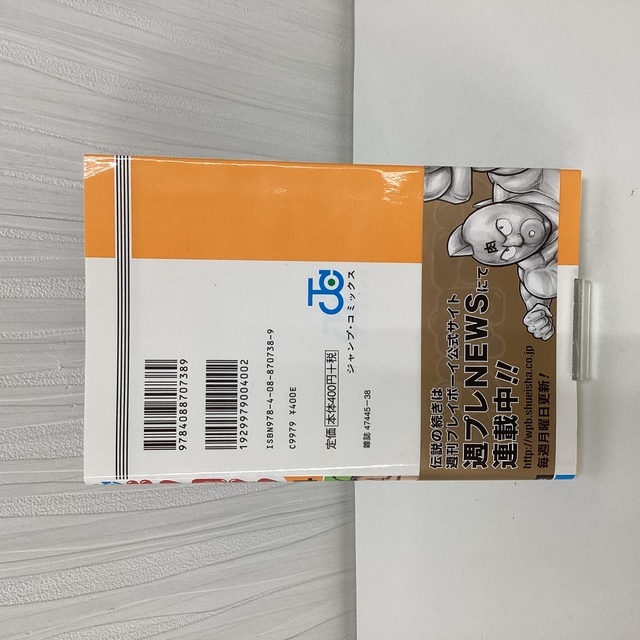 9784088707389
1929979004002
ISBN978-4-08-870738-9
C9979 ¥400E
定価 本体400円+税
雑誌 47465-38
ジャンプ・コミックス
JC
肉
伝説の続きは
週刊プレイボーイ公式サイト
週プレNEWSにて
連載中!!
http://wpb.shueisha.co.jp
毎週月曜日更新!